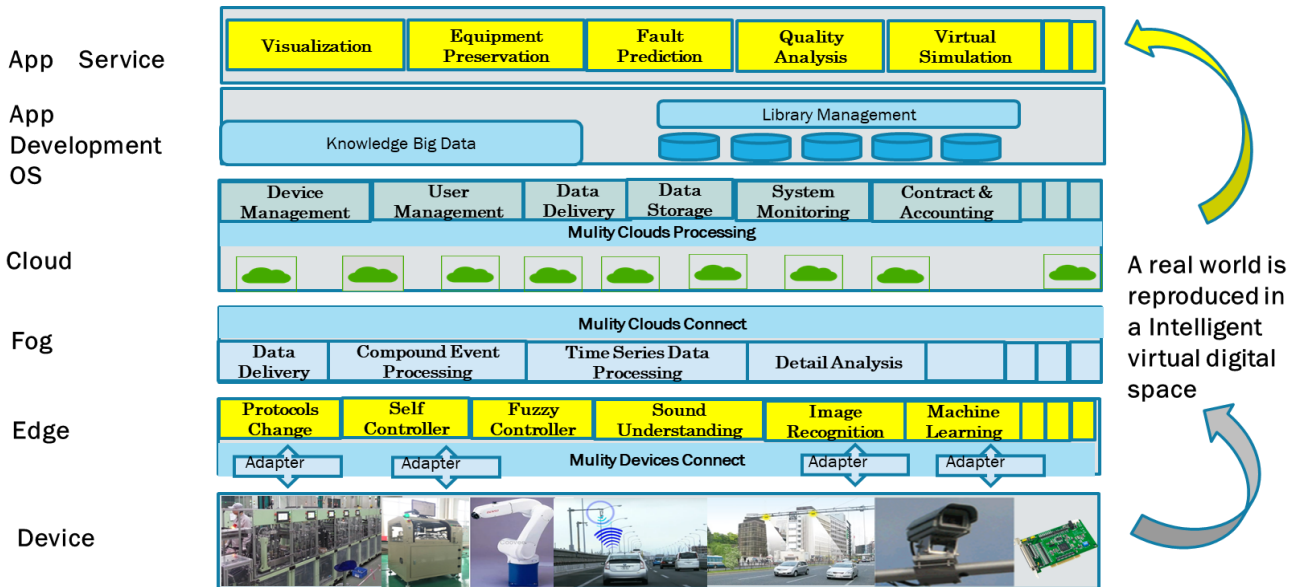 App Service
Visualization
Equipment
Preservation
Fault
Prediction
Quality
Analysis
Virtual
Simulation
App
Development
OS
Knowledge Big Data
Library Management
Device
Management
User
Management
Data
Delivery
Data
Storage
System
Monitoring
Contract &
Accounting
Mulity Clouds Processing
Cloud
Fog
Mulity Clouds Connect
Data
Delivery
Compound Event
Processing
Time Series Data
Processing
Detail Analysis
Edge
Protocols
Change
Self
Controller
Fuzzy
Controller
Sound
Understanding
Image
Recognition
Machine
Learning
Adapter
Adapter
Mulity Devices Connect
Adapter
Adapter
Device
A real world is
reproduced in
a Intelligent
virtual digital
space